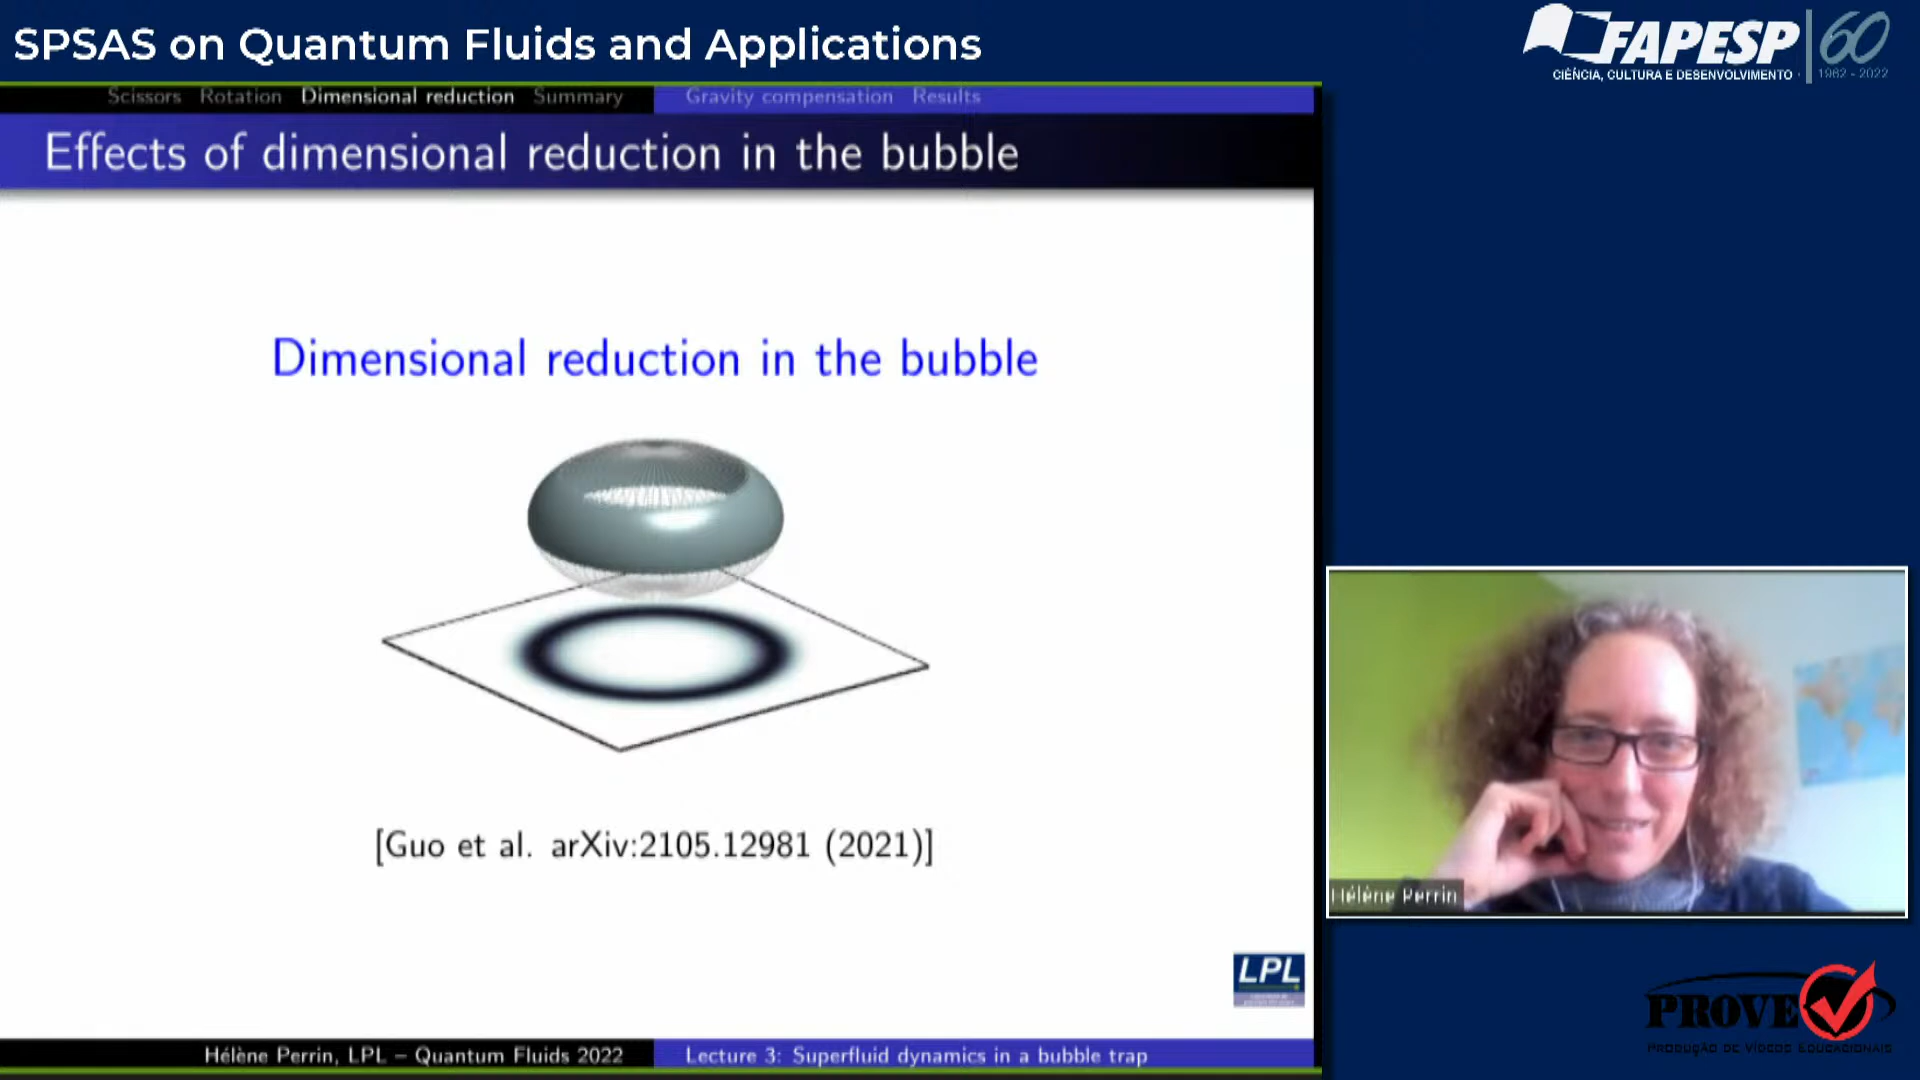 SPSAS on Quantum Fluids and Applications
FAPESP 60
CIÊNCIA, CULTURA E DESENVOLVIMENTO 1962 - 2022
Scissors Rotation Dimensional reduction Summary Gravity compensation Results
Effects of dimensional reduction in the bubble
Dimensional reduction in the bubble
[Guo et al. arXiv:2105.12981 (2021)]
Hélène Perrin
LPL
PROVE
PRODUÇÃO DE VÍDEOS EDUCACIONAIS
Hélène Perrin, LPL – Quantum Fluids 2022 Lecture 3: Superfluid dynamics in a bubble trap